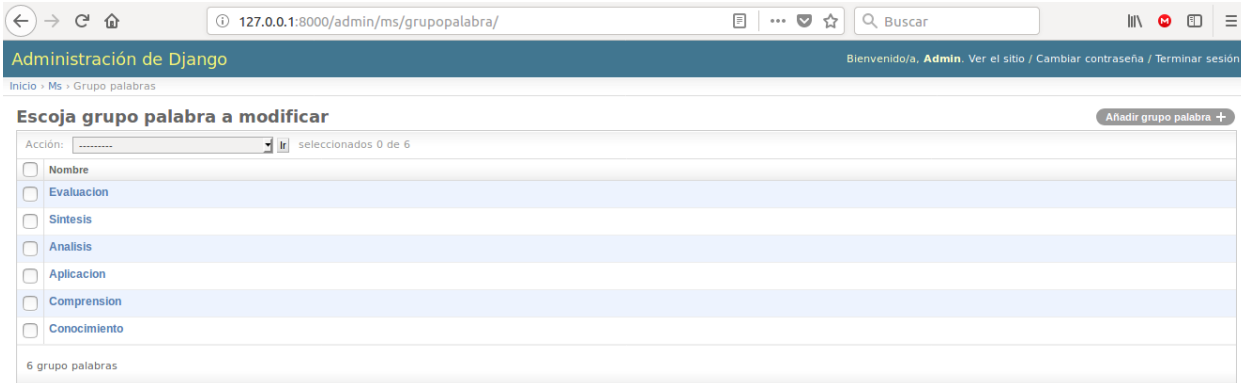 127.0.0.1:8000/admin/ms/grupopalabra/ Buscar
Administración de Django Bienvenido/a, Admin. Ver el sitio / Cambiar contraseña / Terminar sesión
Inicio › Ms › Grupo palabras
Escoja grupo palabra a modificar Añadir grupo palabra +
Acción: --------- Ir seleccionados 0 de 6
Nombre
Evaluacion
Sintesis
Analisis
Aplicacion
Comprension
Conocimiento
6 grupo palabras